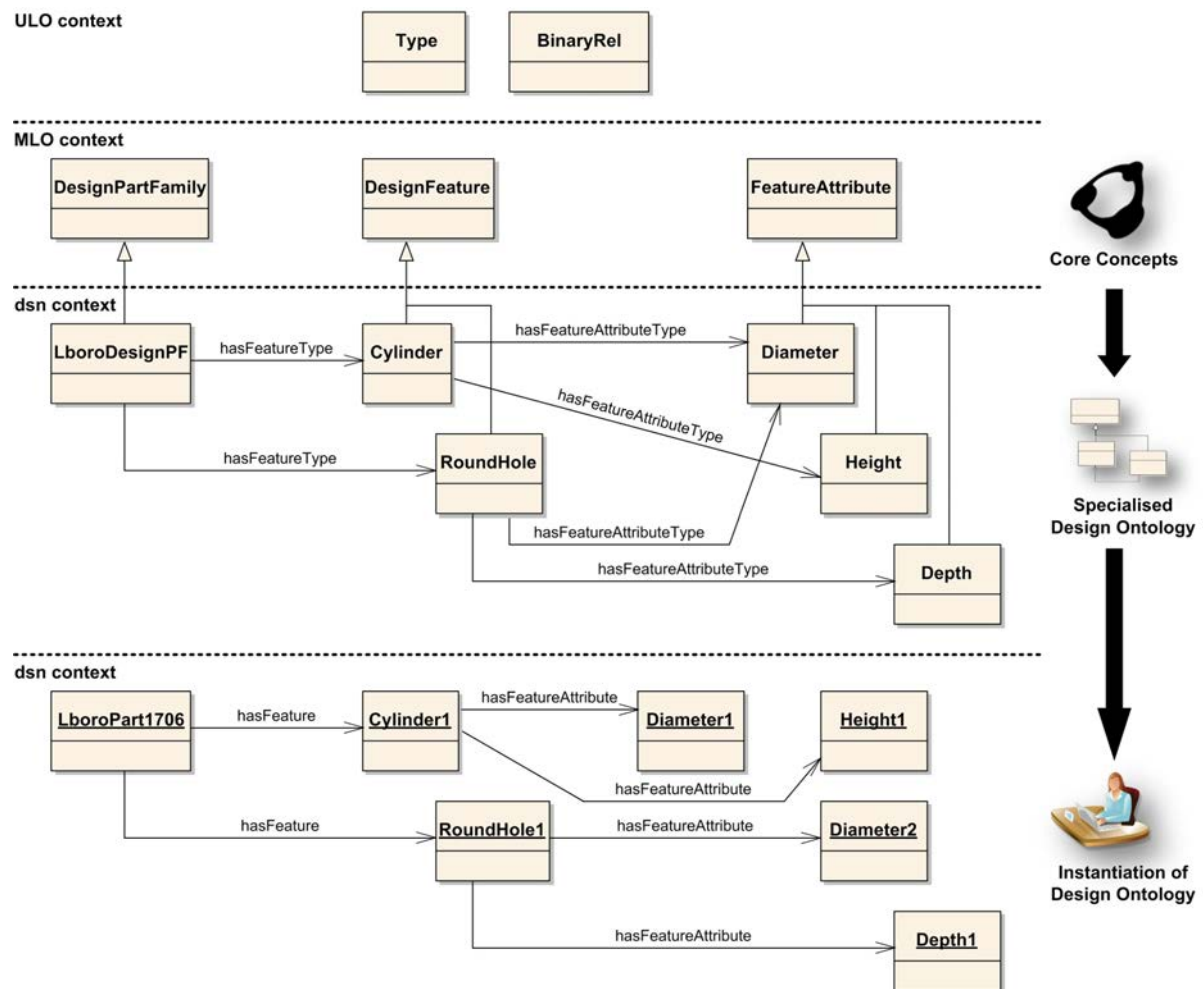 ULO context
Type
BinaryRel
MLO context
DesignPartFamily
DesignFeature
FeatureAttribute
Core Concepts
dsn context
LboroDesignPF
hasFeatureType
Cylinder
hasFeatureAttributeType
Diameter
hasFeatureAttributeType
hasFeatureType
RoundHole
Height
hasFeatureAttributeType
hasFeatureAttributeType
Depth
Specialised
Design Ontology
dsn context
LboroPart1706
hasFeature
Cylinder1
hasFeatureAttribute
Diameter1
Height1
hasFeatureAttribute
hasFeature
RoundHole1
hasFeatureAttribute
Diameter2
hasFeatureAttribute
Depth1
Instantiation of
Design Ontology